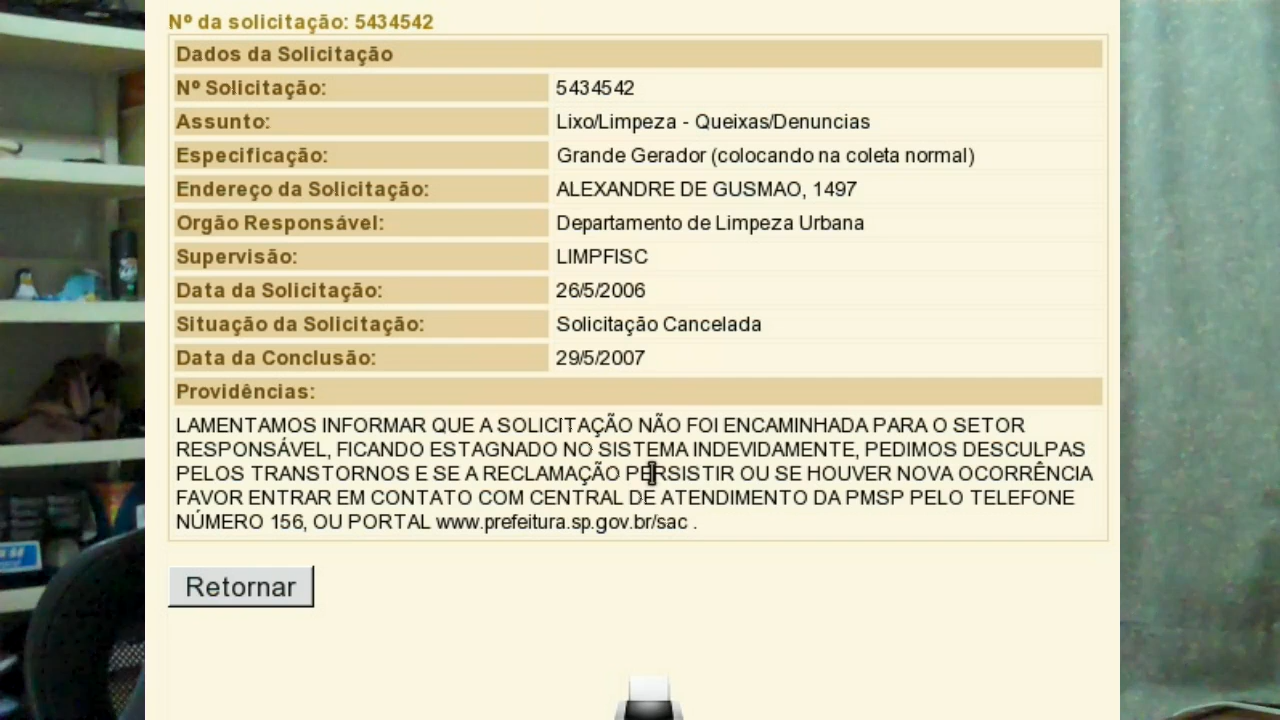 Nº da solicitação: 5434542
Dados da Solicitação
Nº Solicitação: 5434542
Assunto: Lixo/Limpeza - Queixas/Denuncias
Especificação: Grande Gerador (colocando na coleta normal)
Endereço da Solicitação: ALEXANDRE DE GUSMAO, 1497
Orgão Responsável: Departamento de Limpeza Urbana
Supervisão: LIMPFISC
Data da Solicitação: 26/5/2006
Situação da Solicitação: Solicitação Cancelada
Data da Conclusão: 29/5/2007
Providências:
LAMENTAMOS INFORMAR QUE A SOLICITAÇÃO NÃO FOI ENCAMINHADA PARA O SETOR
RESPONSÁVEL, FICANDO ESTAGNADO NO SISTEMA INDEVIDAMENTE, PEDIMOS DESCULPAS
PELOS TRANSTORNOS E SE A RECLAMAÇÃO PERSISTIR OU SE HOUVER NOVA OCORRÊNCIA
FAVOR ENTRAR EM CONTATO COM CENTRAL DE ATENDIMENTO DA PMSP PELO TELEFONE
NÚMERO 156, OU PORTAL www.prefeitura.sp.gov.br/sac .
Retornar